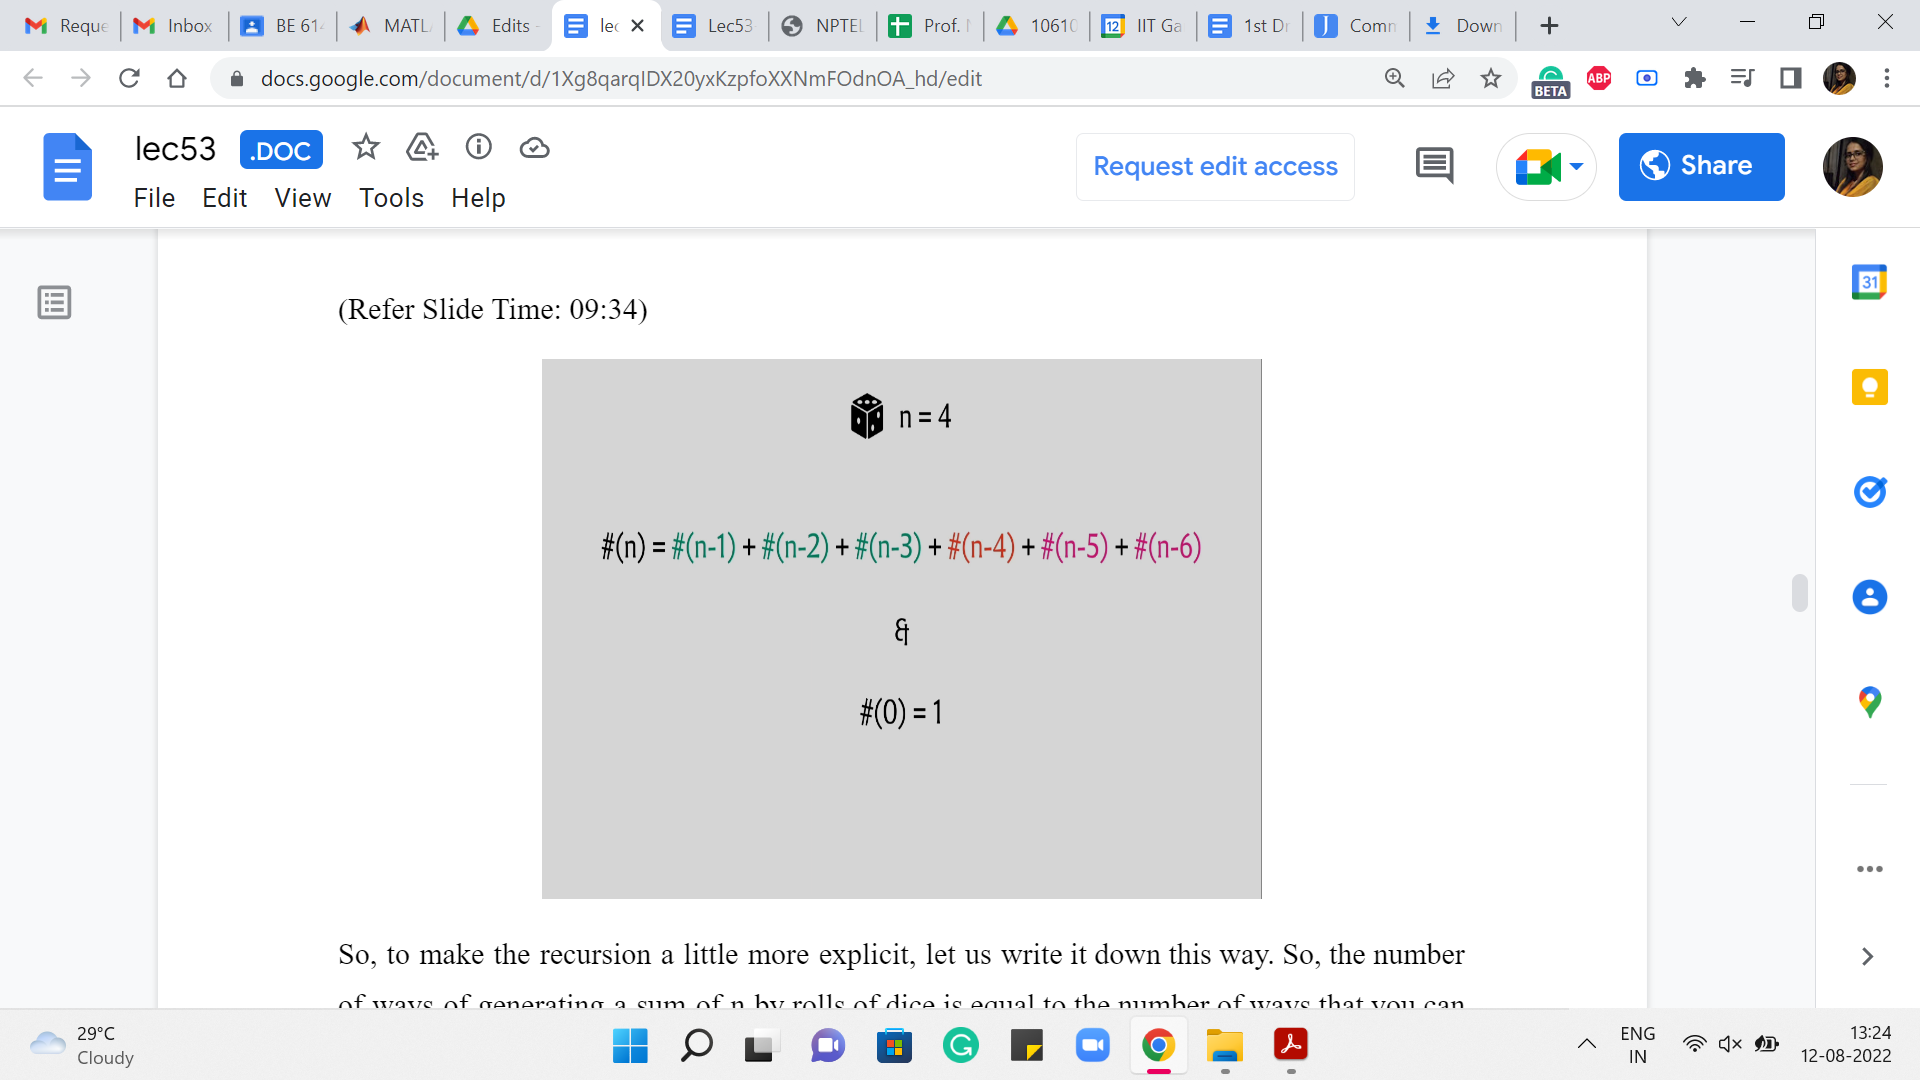 Reque
Inbox
BE 614
MATL
Edits -
lec
Lec53
NPTEL
Prof. N
10610
12
IIT Ga
1st Dr
Comm
Down
docs.google.com/document/d/1Xg8qarqIDX20yxKzpfoXXNmFOdnOA_hd/edit
BETA
ABP
lec53
.DOC
Request edit access
Share
File Edit View Tools Help
31
(Refer Slide Time: 09:34)
n = 4
#(n) = #(n-1) + #(n-2) + #(n-3) + #(n-4) + #(n-5) + #(n-6)
&
#(0) = 1
So, to make the recursion a little more explicit, let us write it down this way. So, the number
of ways of generating a sum of n by rolls of dice is equal to the number of ways that you can
29°C
Cloudy
ENG
IN
13:24
12-08-2022